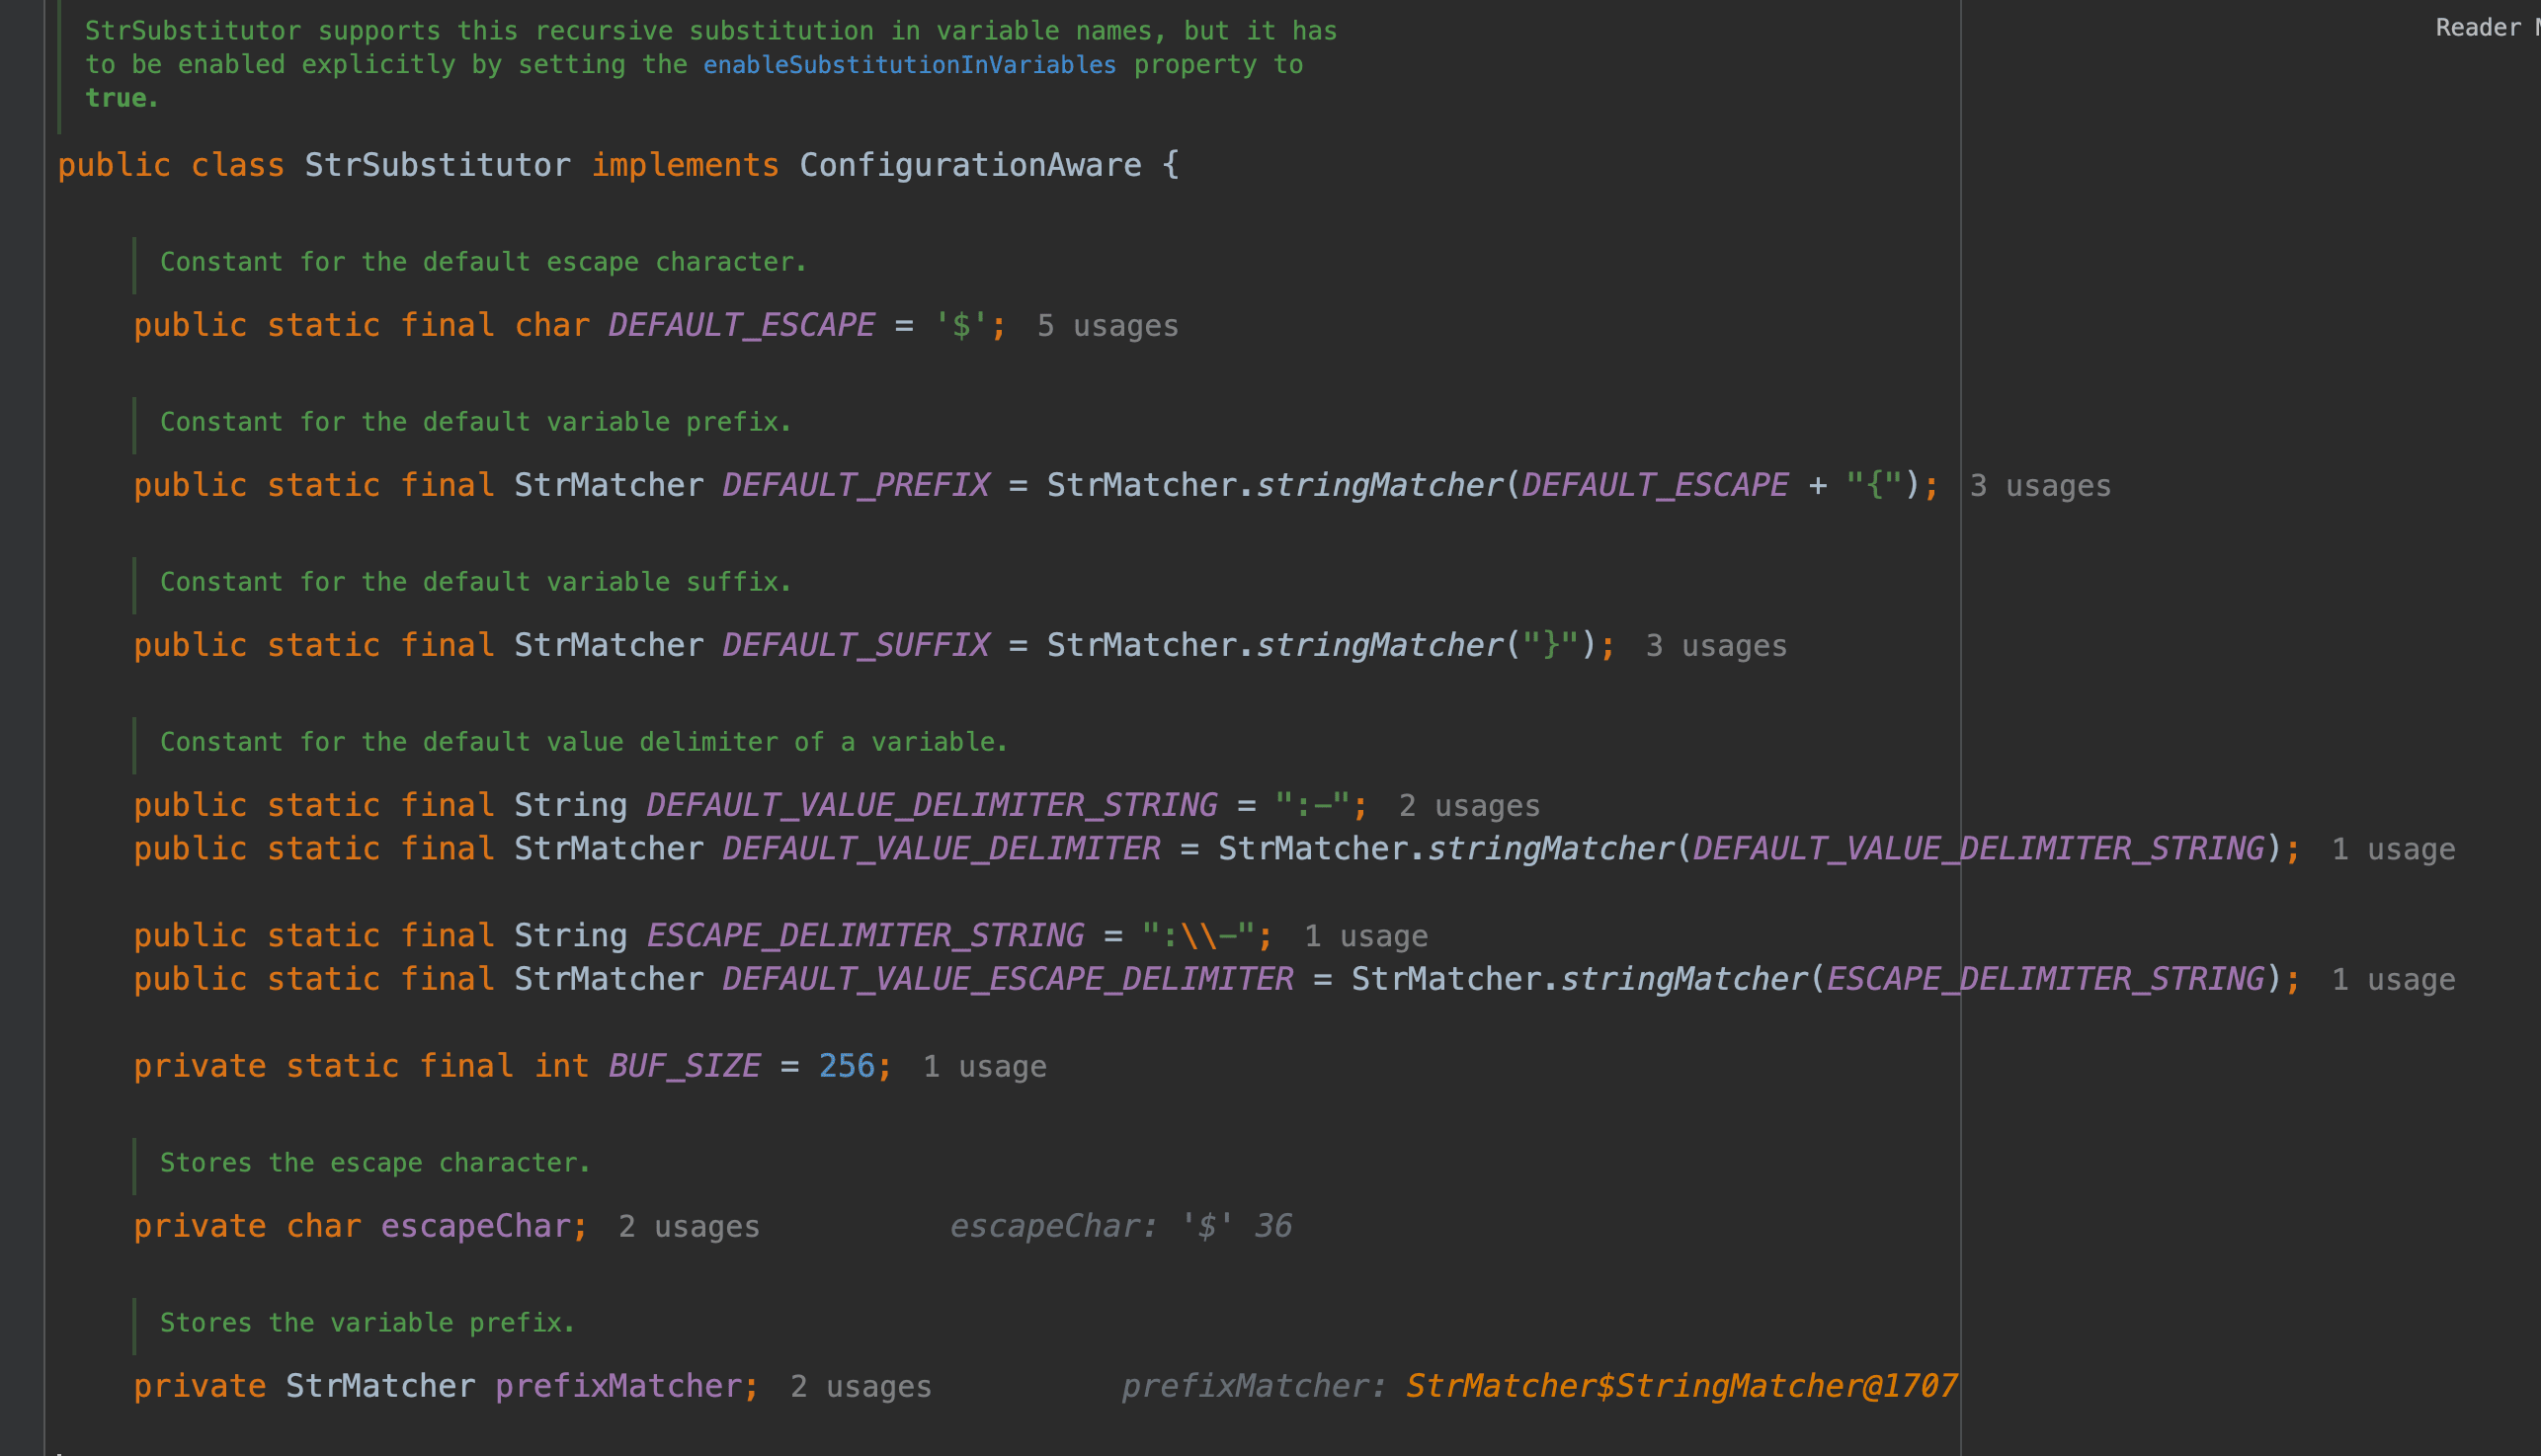 StrSubstitutor supports this recursive substitution in variable names, but it has
Reader
to be enabled explicitly by setting the enableSubstitutionInVariables property to
true.
public class StrSubstitutor implements ConfigurationAware {
Constant for the default escape character.
public static final char DEFAULT_ESCAPE = '$'; 5 usages
Constant for the default variable prefix.
public static final StrMatcher DEFAULT_PREFIX = StrMatcher.stringMatcher(DEFAULT_ESCAPE + "{"); 3 usages
Constant for the default variable suffix.
public static final StrMatcher DEFAULT_SUFFIX = StrMatcher.stringMatcher("}"); 3 usages
Constant for the default value delimiter of a variable.
public static final String DEFAULT_VALUE_DELIMITER_STRING = ":-"; 2 usages
public static final StrMatcher DEFAULT_VALUE_DELIMITER = StrMatcher.stringMatcher(DEFAULT_VALUE_DELIMITER_STRING); 1 usage
public static final String ESCAPE_DELIMITER_STRING = ":\\-"; 1 usage
public static final StrMatcher DEFAULT_VALUE_ESCAPE_DELIMITER = StrMatcher.stringMatcher(ESCAPE_DELIMITER_STRING); 1 usage
private static final int BUF_SIZE = 256; 1 usage
Stores the escape character.
private char escapeChar; 2 usages escapeChar: '$' 36
Stores the variable prefix.
private StrMatcher prefixMatcher; 2 usages prefixMatcher: StrMatcher$StringMatcher@1707